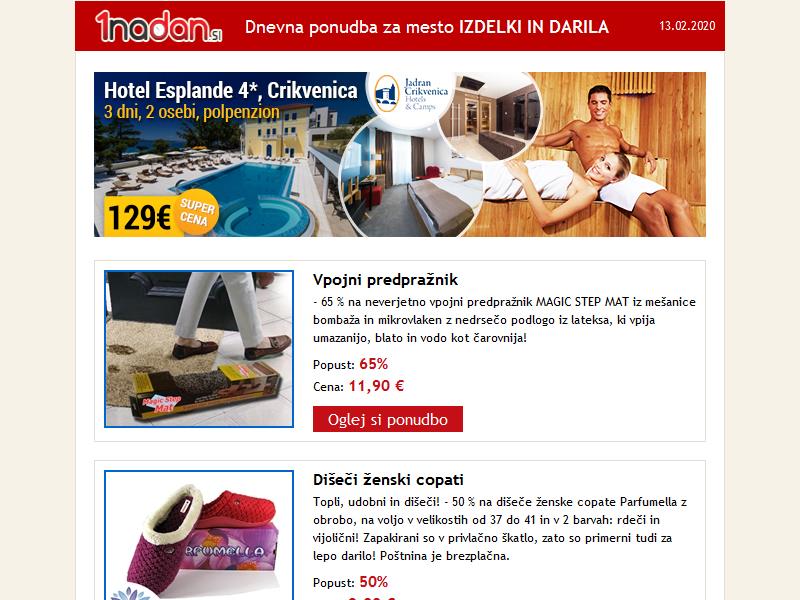 1nadan.si
Dnevna ponudba za mesto IZDELKI IN DARILA
13.02.2020
Hotel Esplande 4*, Crikvenica
3 dni, 2 osebi, polpenzion
Jadran
Crikvenica
Hotels
& Camps
129€
SUPER
CENA
Vpojni predpražnik
- 65 % na neverjetno vpojni predpražnik MAGIC STEP MAT iz mešanice
bombaža in mikrovlaken z nedrsečo podlogo iz lateksa, ki vpija
umazanijo, blato in vodo kot čarovnija!
Popust: 65%
Cena: 11,90 €
Oglej si ponudbo
Magic Step
Mat
Dišeči ženski copati
Topli, udobni in dišeči! - 50 % na dišeče ženske copate Parfumella z
obrobo, na voljo v velikostih od 37 do 41 in v 2 barvah: rdeči in
vijolični! Zapakirani so v privlačno škatlo, zato so primerni tudi za
lepo darilo! Poštnina je brezplačna.
Popust: 50%